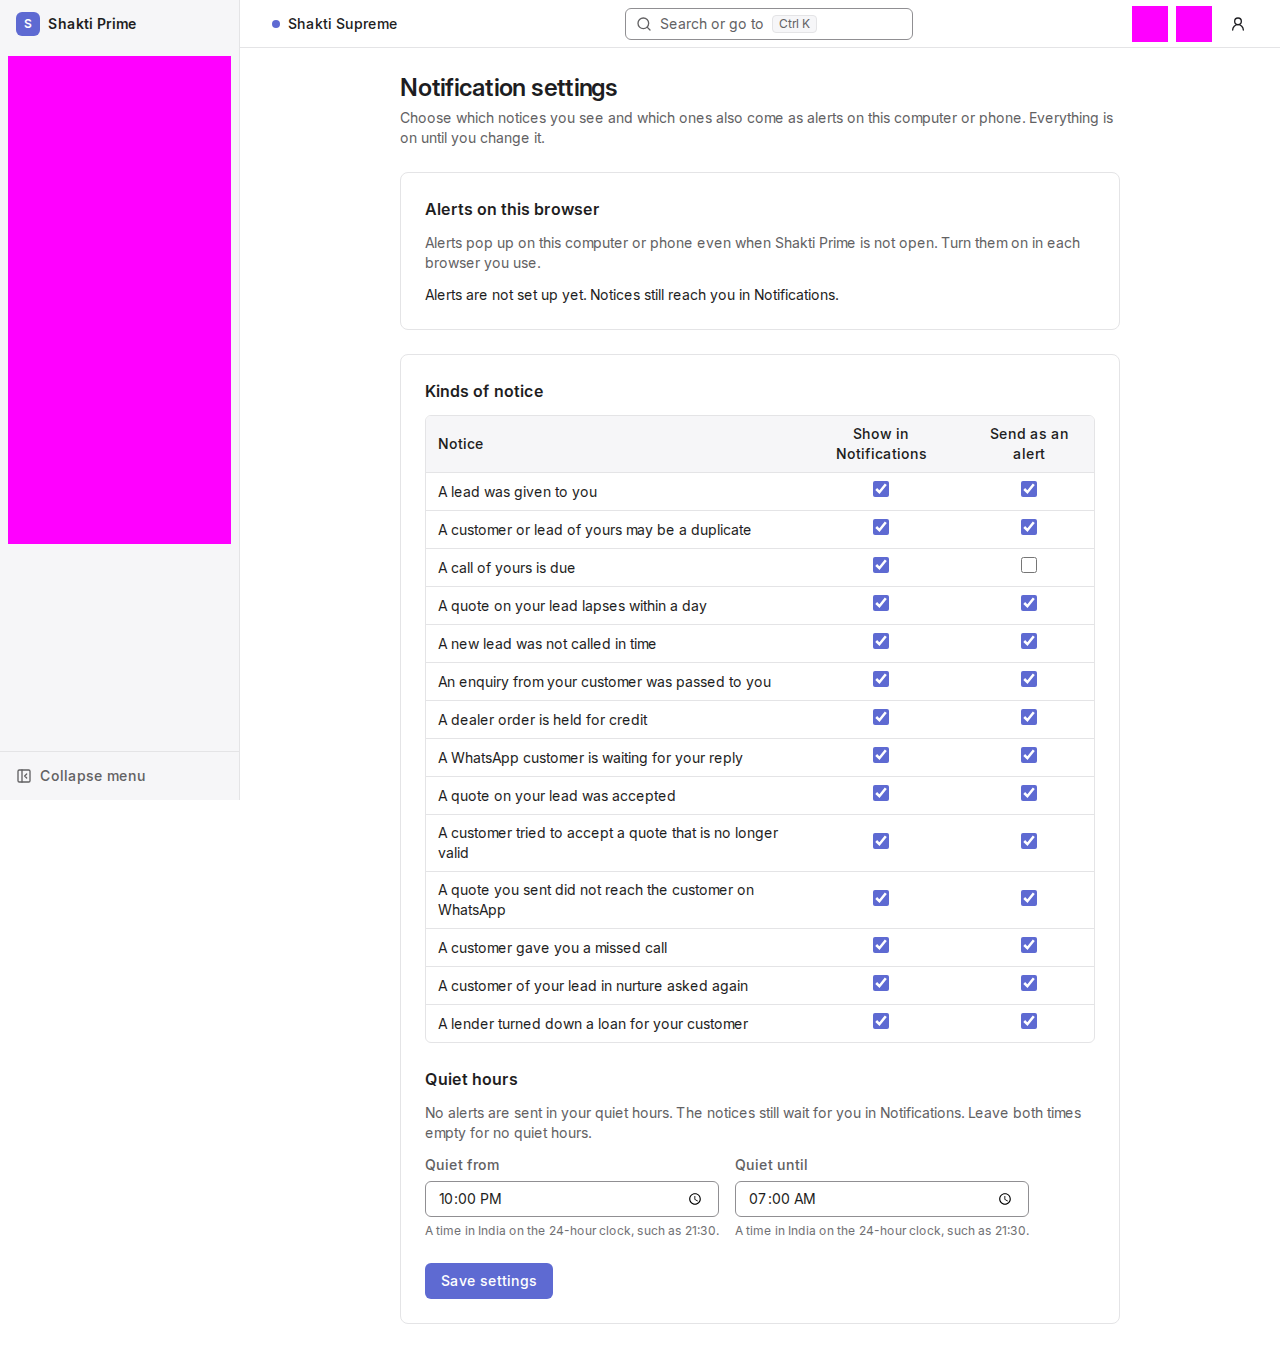 S Shakti Prime
Shakti Supreme
Search or go to Ctrl K
Notification settings
Choose which notices you see and which ones also come as alerts on this computer or phone. Everything is
on until you change it.
Alerts on this browser
Alerts pop up on this computer or phone even when Shakti Prime is not open. Turn them on in each
browser you use.
Alerts are not set up yet. Notices still reach you in Notifications.
Kinds of notice
Notice
Show in
Notifications
Send as an
alert
A lead was given to you
A customer or lead of yours may be a duplicate
A call of yours is due
A quote on your lead lapses within a day
A new lead was not called in time
An enquiry from your customer was passed to you
A dealer order is held for credit
A WhatsApp customer is waiting for your reply
A quote on your lead was accepted
A customer tried to accept a quote that is no longer
valid
A quote you sent did not reach the customer on
WhatsApp
A customer gave you a missed call
A customer of your lead in nurture asked again
A lender turned down a loan for your customer
Quiet hours
No alerts are sent in your quiet hours. The notices still wait for you in Notifications. Leave both times
empty for no quiet hours.
Quiet from
10:00 PM
A time in India on the 24-hour clock, such as 21:30.
Quiet until
07:00 AM
A time in India on the 24-hour clock, such as 21:30.
Save settings
Collapse menu